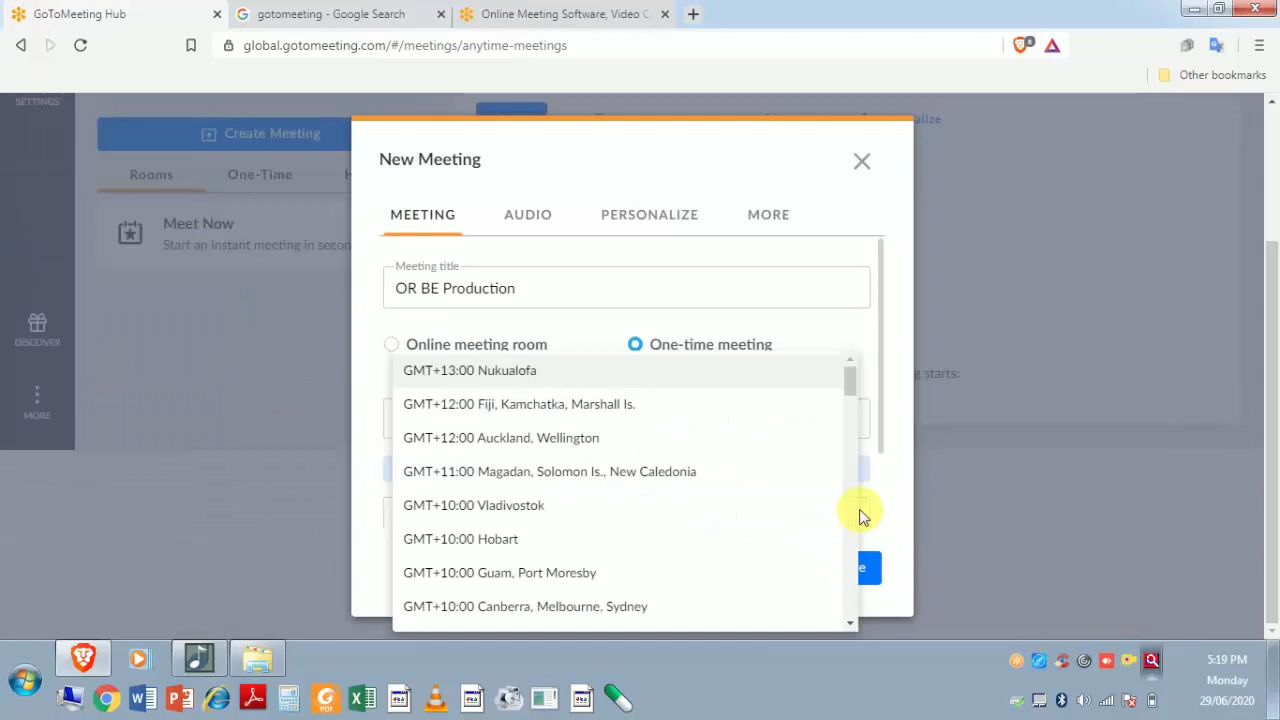 GoToMeeting Hub
gotomeeting - Google Search
Online Meeting Software, Video C
global.gotomeeting.com/#/meetings/anytime-meetings
Other bookmarks
SETTINGS
Create Meeting
Rooms
One-Time
Meet Now
Start an instant meeting in secon
DISCOVER
MORE
New Meeting
MEETING
AUDIO
PERSONALIZE
MORE
Meeting title
OR BE Production
Online meeting room
One-time meeting
GMT+13:00 Nukualofa
GMT+12:00 Fiji, Kamchatka, Marshall Is.
GMT+12:00 Auckland, Wellington
GMT+11:00 Magadan, Solomon Is., New Caledonia
GMT+10:00 Vladivostok
GMT+10:00 Hobart
GMT+10:00 Guam, Port Moresby
GMT+10:00 Canberra, Melbourne, Sydney
alize
g starts:
e
5:19 PM
Monday
29/06/2020